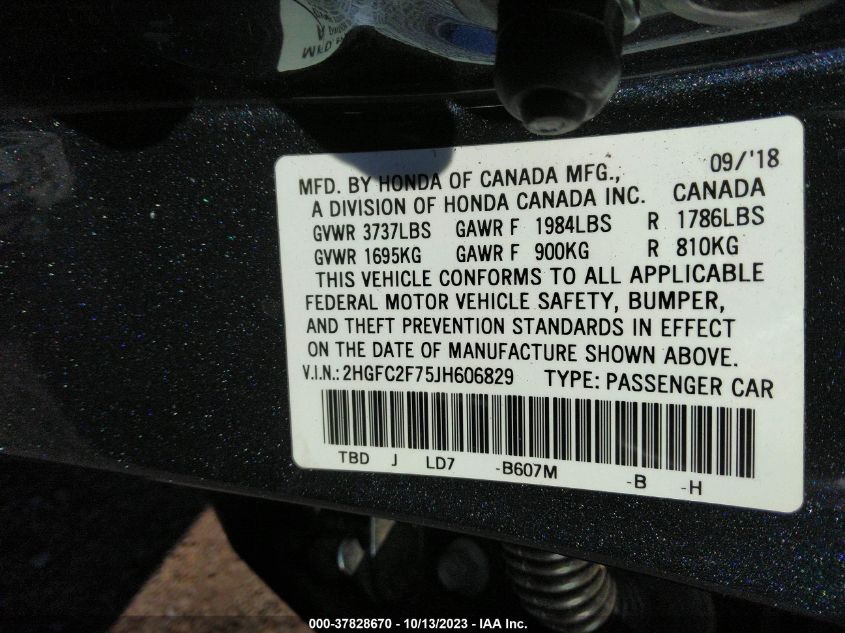 09/'18
MFD. BY HONDA OF CANADA MFG.,
A DIVISION OF HONDA CANADA INC. CANADA
GVWR 3737LBS GAWR F 1984LBS R 1786LBS
GVWR 1695KG GAWR F 900KG R 810KG
THIS VEHICLE CONFORMS TO ALL APPLICABLE
FEDERAL MOTOR VEHICLE SAFETY, BUMPER,
AND THEFT PREVENTION STANDARDS IN EFFECT
ON THE DATE OF MANUFACTURE SHOWN ABOVE.
V.I.N.: 2HGFC2F75JH606829 TYPE: PASSENGER CAR
TBD J LD7 -B607M -B -H
000-37828670 - 10/13/2023 - IAA Inc.